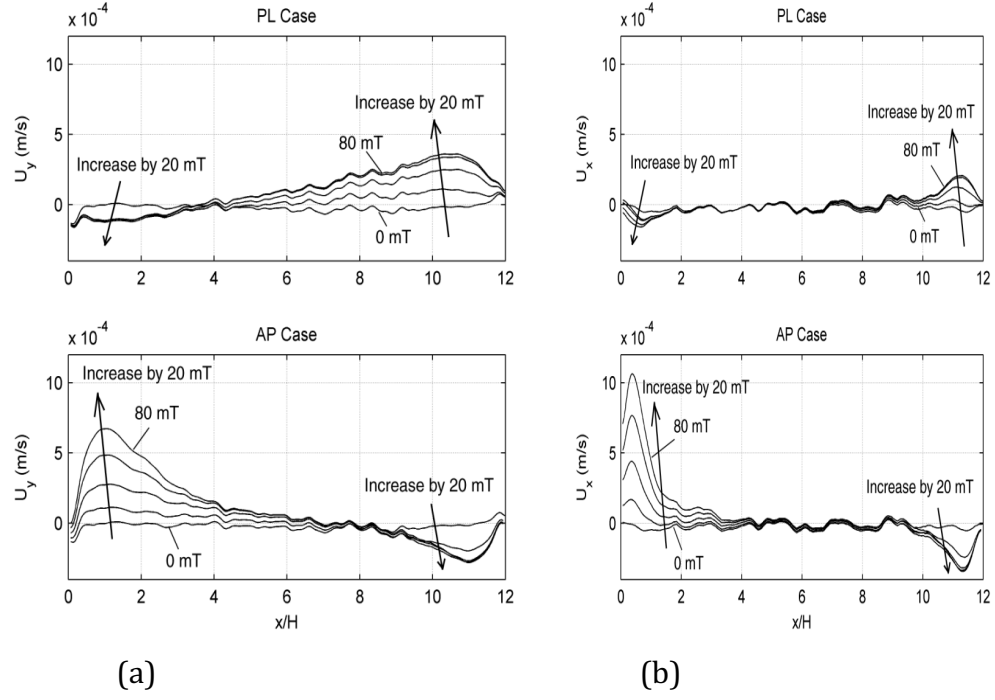 x 10⁻⁴
PL Case
10
5
0
U_y (m/s)
Increase by 20 mT
80 mT
Increase by 20 mT
0 mT
0 2 4 6 8 10 12
x 10⁻⁴
AP Case
10
5
0
U_y (m/s)
Increase by 20 mT
80 mT
Increase by 20 mT
0 mT
0 2 4 6 8 10 12
x/H
(a)
x 10⁻⁴
PL Case
10
5
0
U_x (m/s)
Increase by 20 mT
80 mT
Increase by 20 mT
0 mT
0 2 4 6 8 10 12
x 10⁻⁴
AP Case
10
5
0
U_x (m/s)
Increase by 20 mT
80 mT
Increase by 20 mT
0 mT
0 2 4 6 8 10 12
x/H
(b)